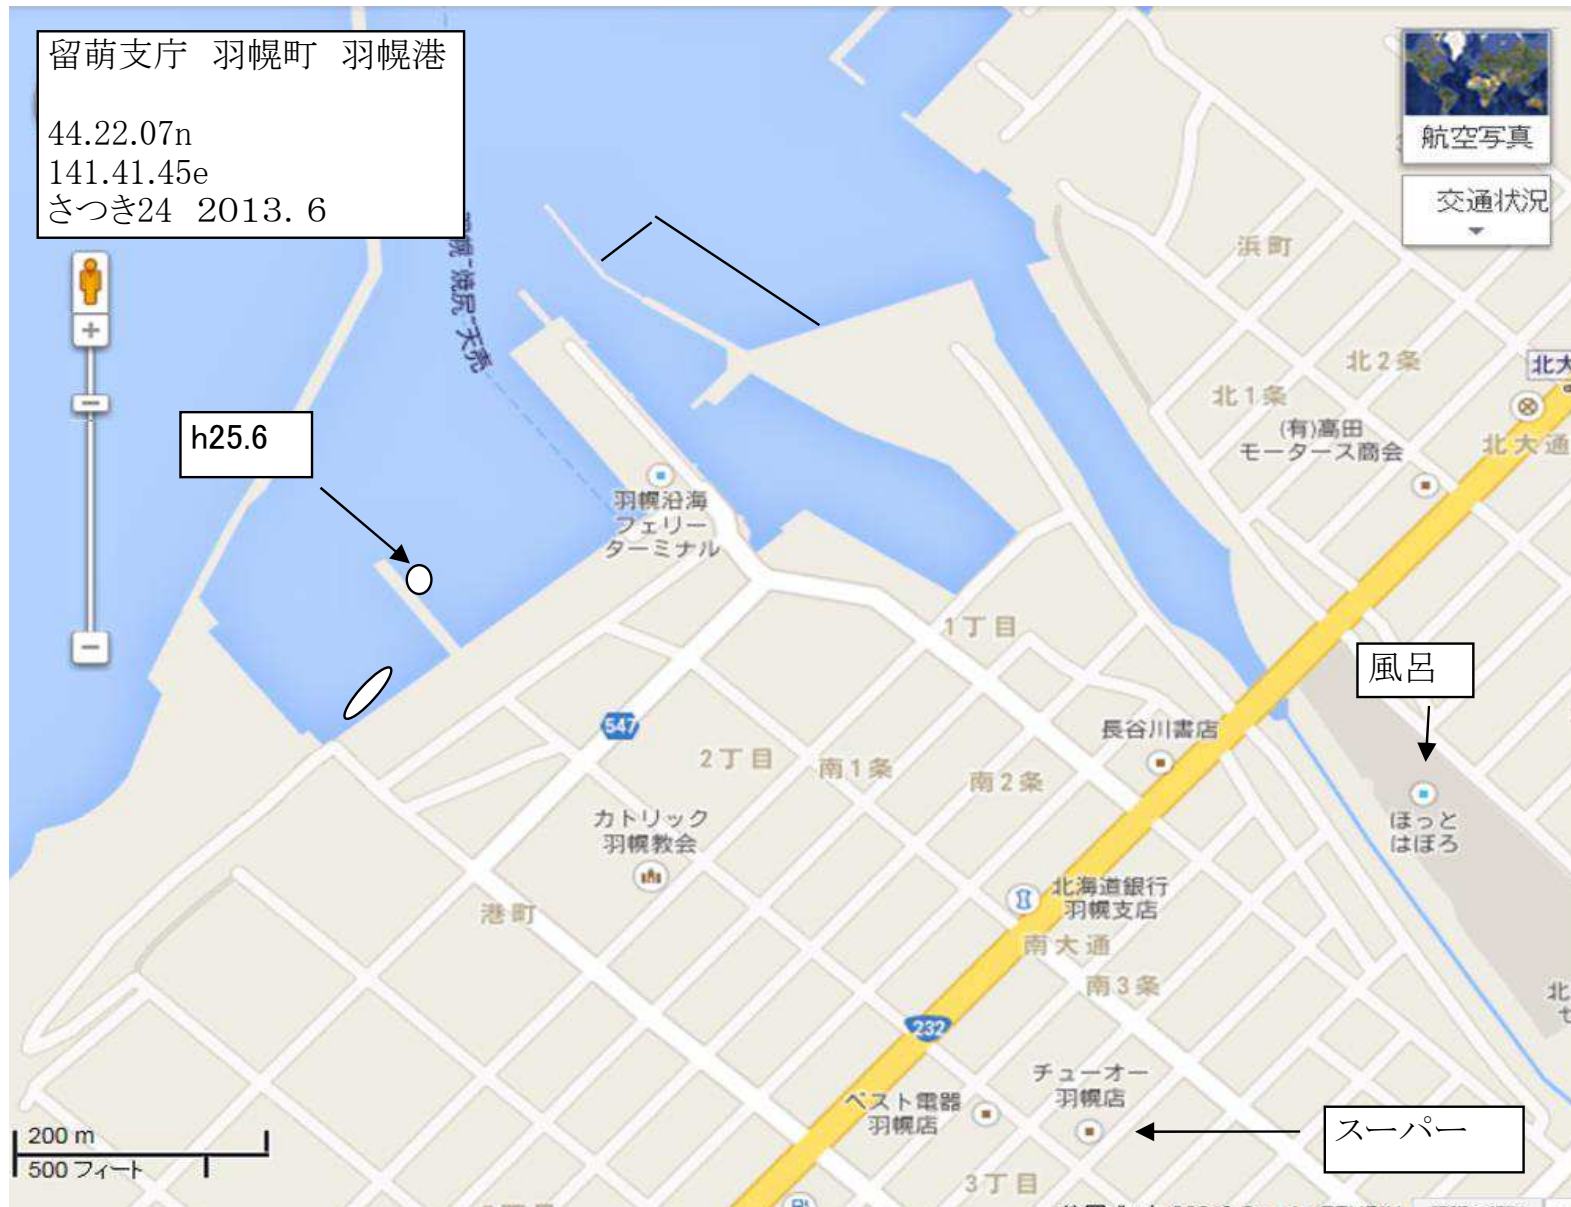 留萌支庁　羽幌町　羽幌港
44.22.07n
141.41.45e
さつき24　2013. 6
航空写真
交通状況
羽幌~焼尻~天売
浜町
北2条
北1条
北大
(有)高田
モータース商会
北大通
h25.6
羽幌沿海
フェリー
ターミナル
1丁目
風呂
547
長谷川書店
2丁目
南1条
南2条
ほっと
はぼろ
カトリック
羽幌教会
北海道銀行
羽幌支店
港町
南大通
南3条
北
セ
232
チューオー
羽幌店
ベスト電器
羽幌店
スーパー
200 m
500 フィート
3丁目